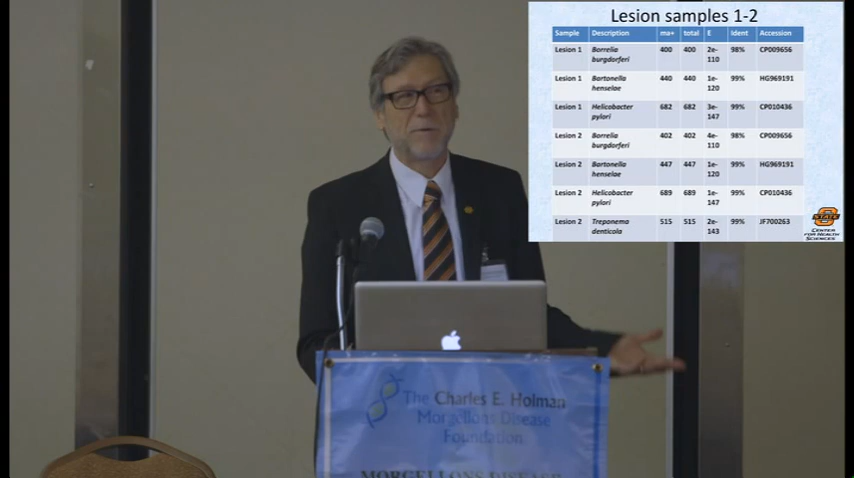 Lesion samples 1-2
Sample Description ma+ total E Ident Accession
Lesion 1 Borrelia burgdorferi 400 400 2e-110 98% CP009656
Lesion 1 Bartonella henselae 440 440 1e-120 99% HG969191
Lesion 1 Helicobacter pylori 682 682 3e-147 99% CP010436
Lesion 2 Borrelia burgdorferi 402 402 4e-110 98% CP009656
Lesion 2 Bartonella henselae 447 447 1e-120 99% HG969191
Lesion 2 Helicobacter pylori 689 689 1e-147 99% CP010436
Lesion 2 Treponema denticola 515 515 2e-143 99% JF700263
STATE
CENTER
FOR HEALTH
SCIENCES
The Charles E. Holman
Morgellons Disease
Foundation
MORGELLONS DISEASE